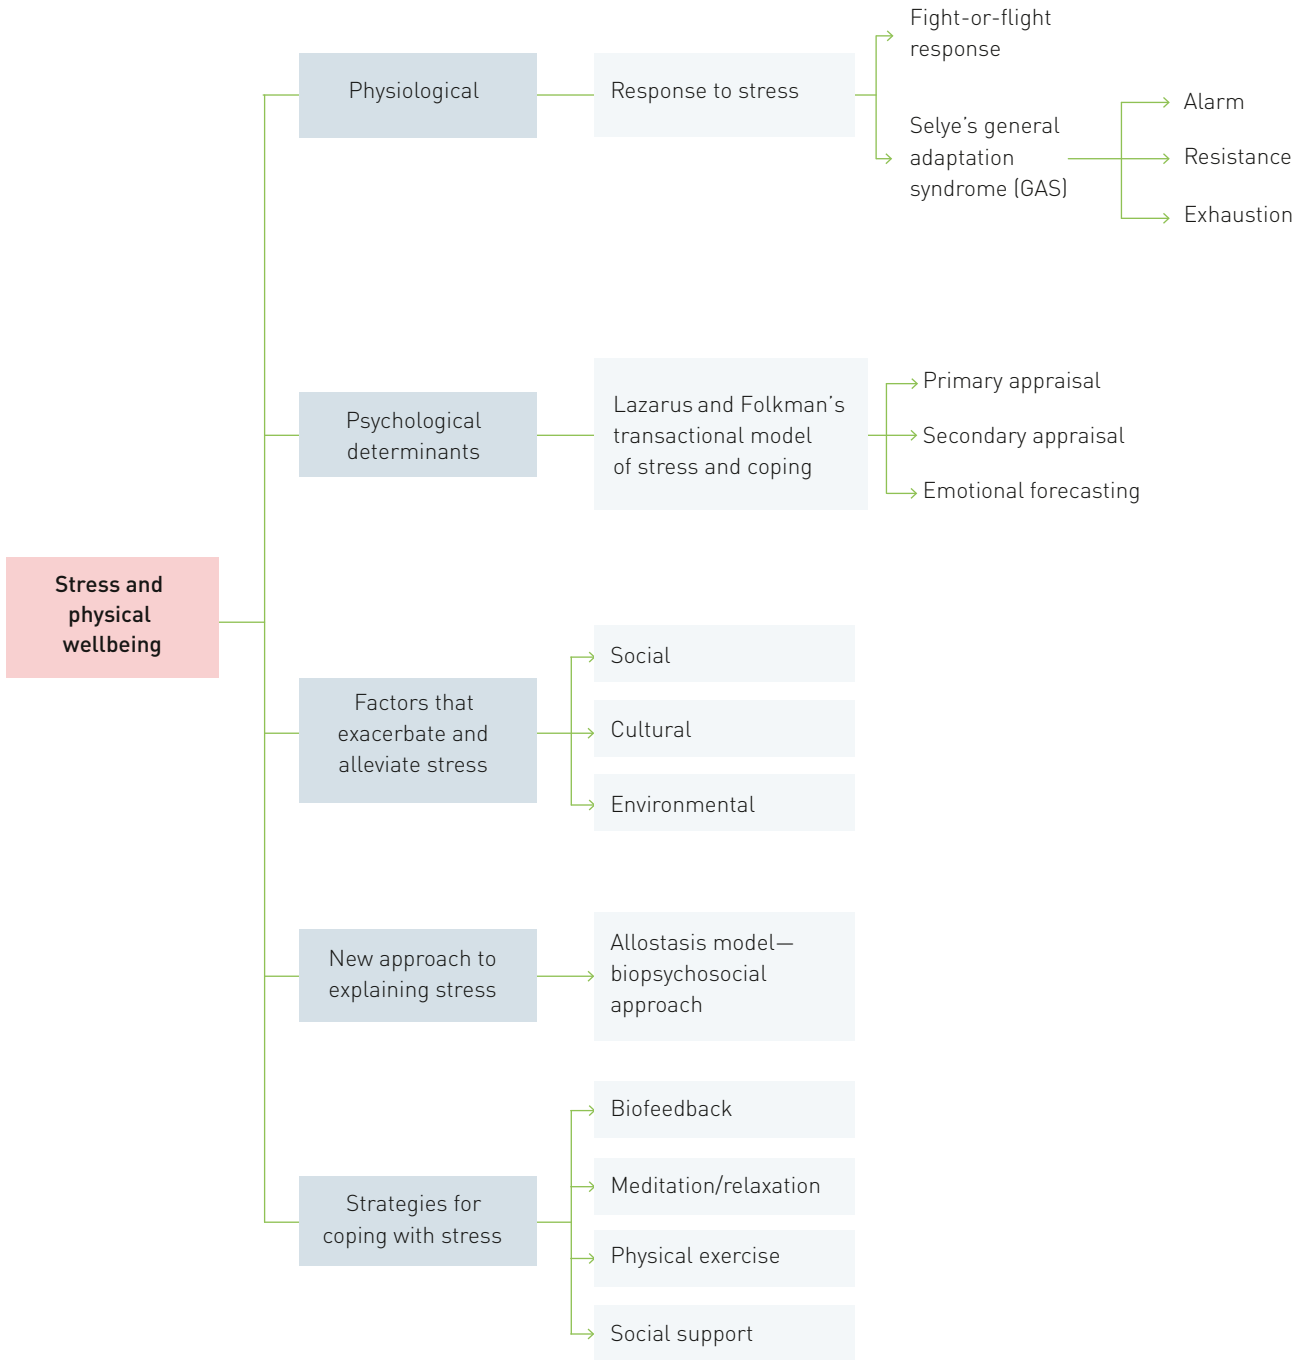 Fight-or-flight
response
Physiological
Response to stress
Selye's general
adaptation
syndrome (GAS)
Alarm
Resistance
Exhaustion
Psychological
determinants
Lazarus and Folkman's
transactional model
of stress and coping
Primary appraisal
Secondary appraisal
Emotional forecasting
Stress and
physical
wellbeing
Factors that
exacerbate and
alleviate stress
Social
Cultural
Environmental
New approach to
explaining stress
Allostasis model—
biopsychosocial
approach
Strategies for
coping with stress
Biofeedback
Meditation/relaxation
Physical exercise
Social support